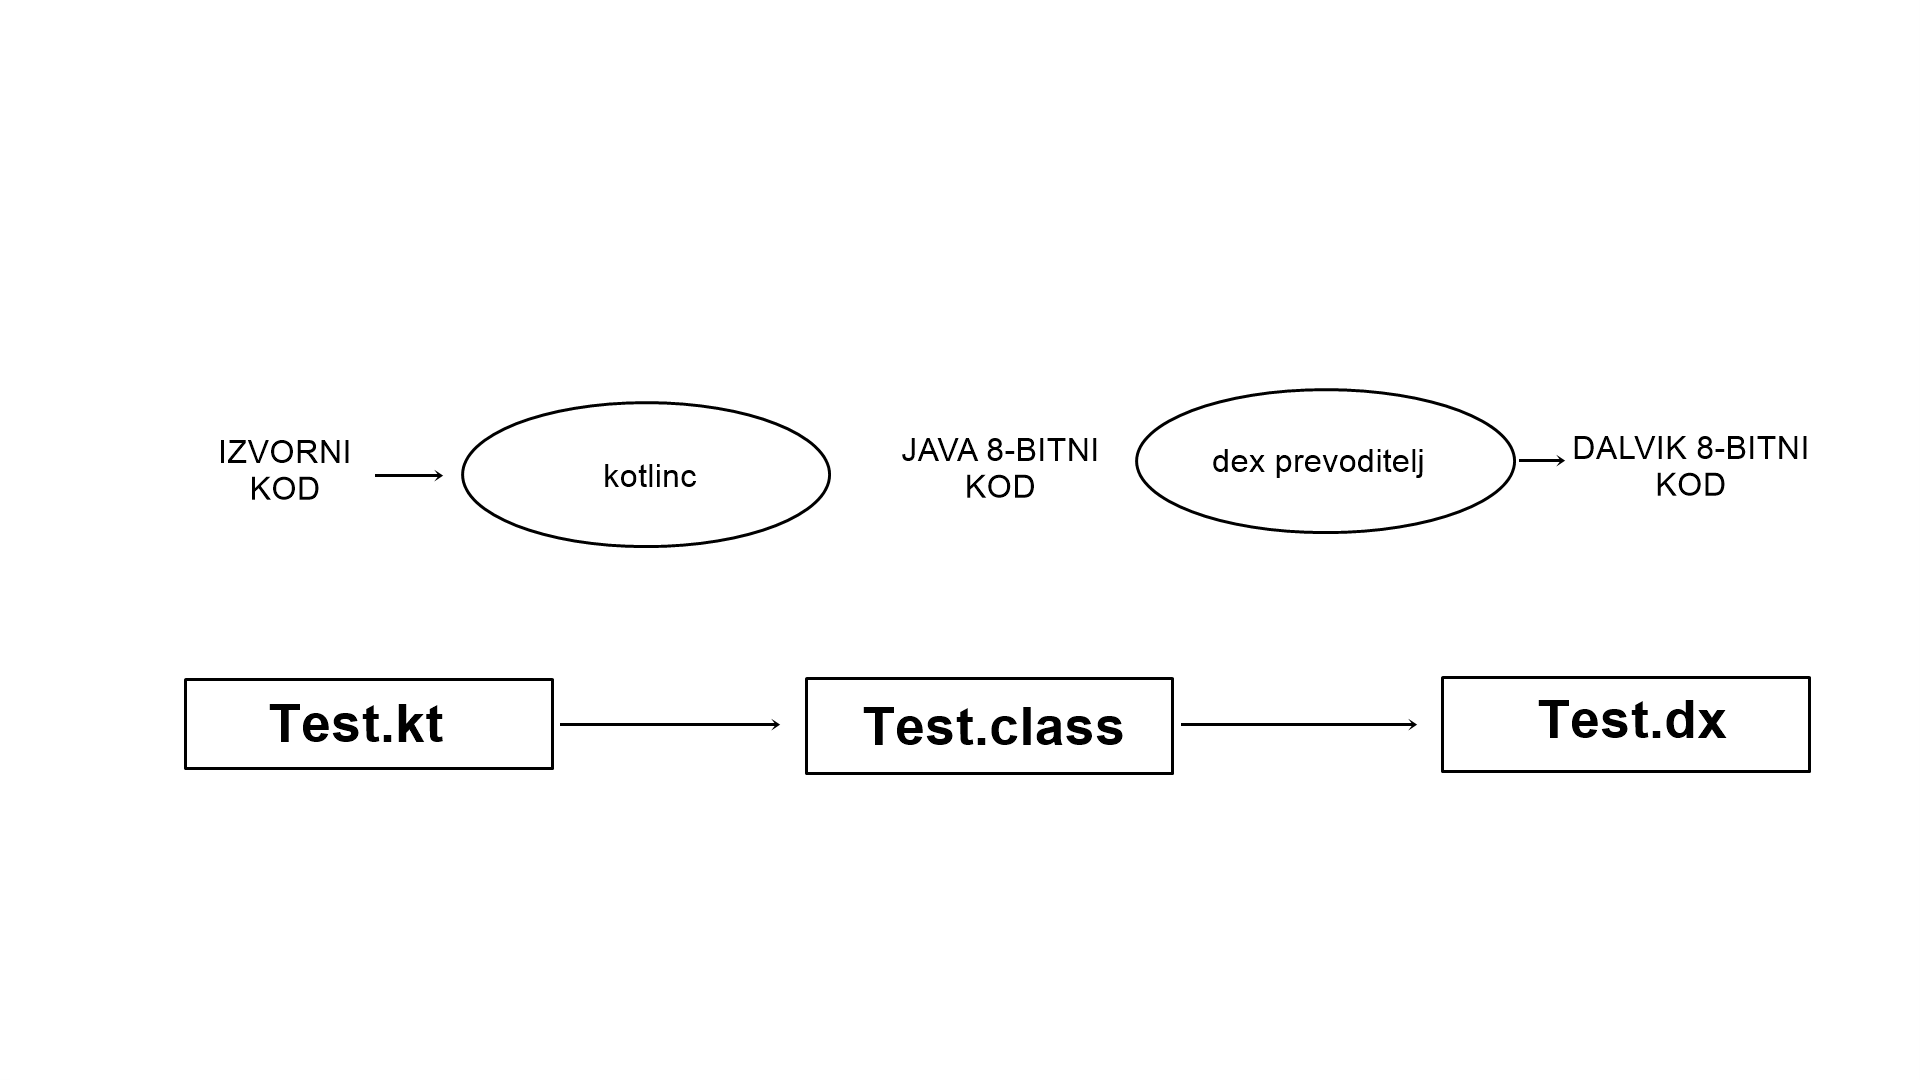 IZVORNI
KOD
kotlinc
JAVA 8-BITNI
KOD
dex prevoditelj
DALVIK 8-BITNI
KOD
Test.kt
Test.class
Test.dx